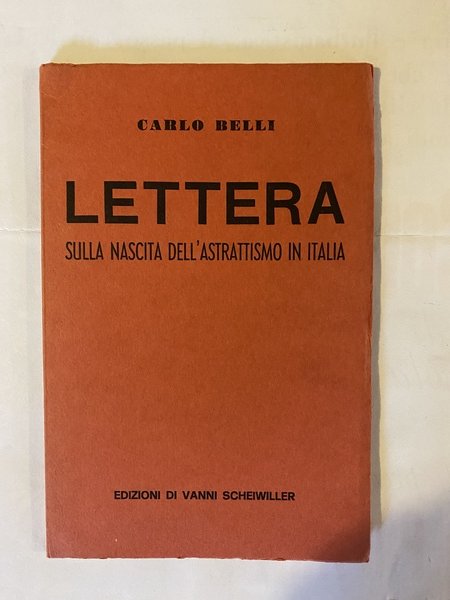 CARLO BELLI
LETTERA
SULLA NASCITA DELL'ASTRATTISMO IN ITALIA
EDIZIONI DI VANNI SCHEIWILLER